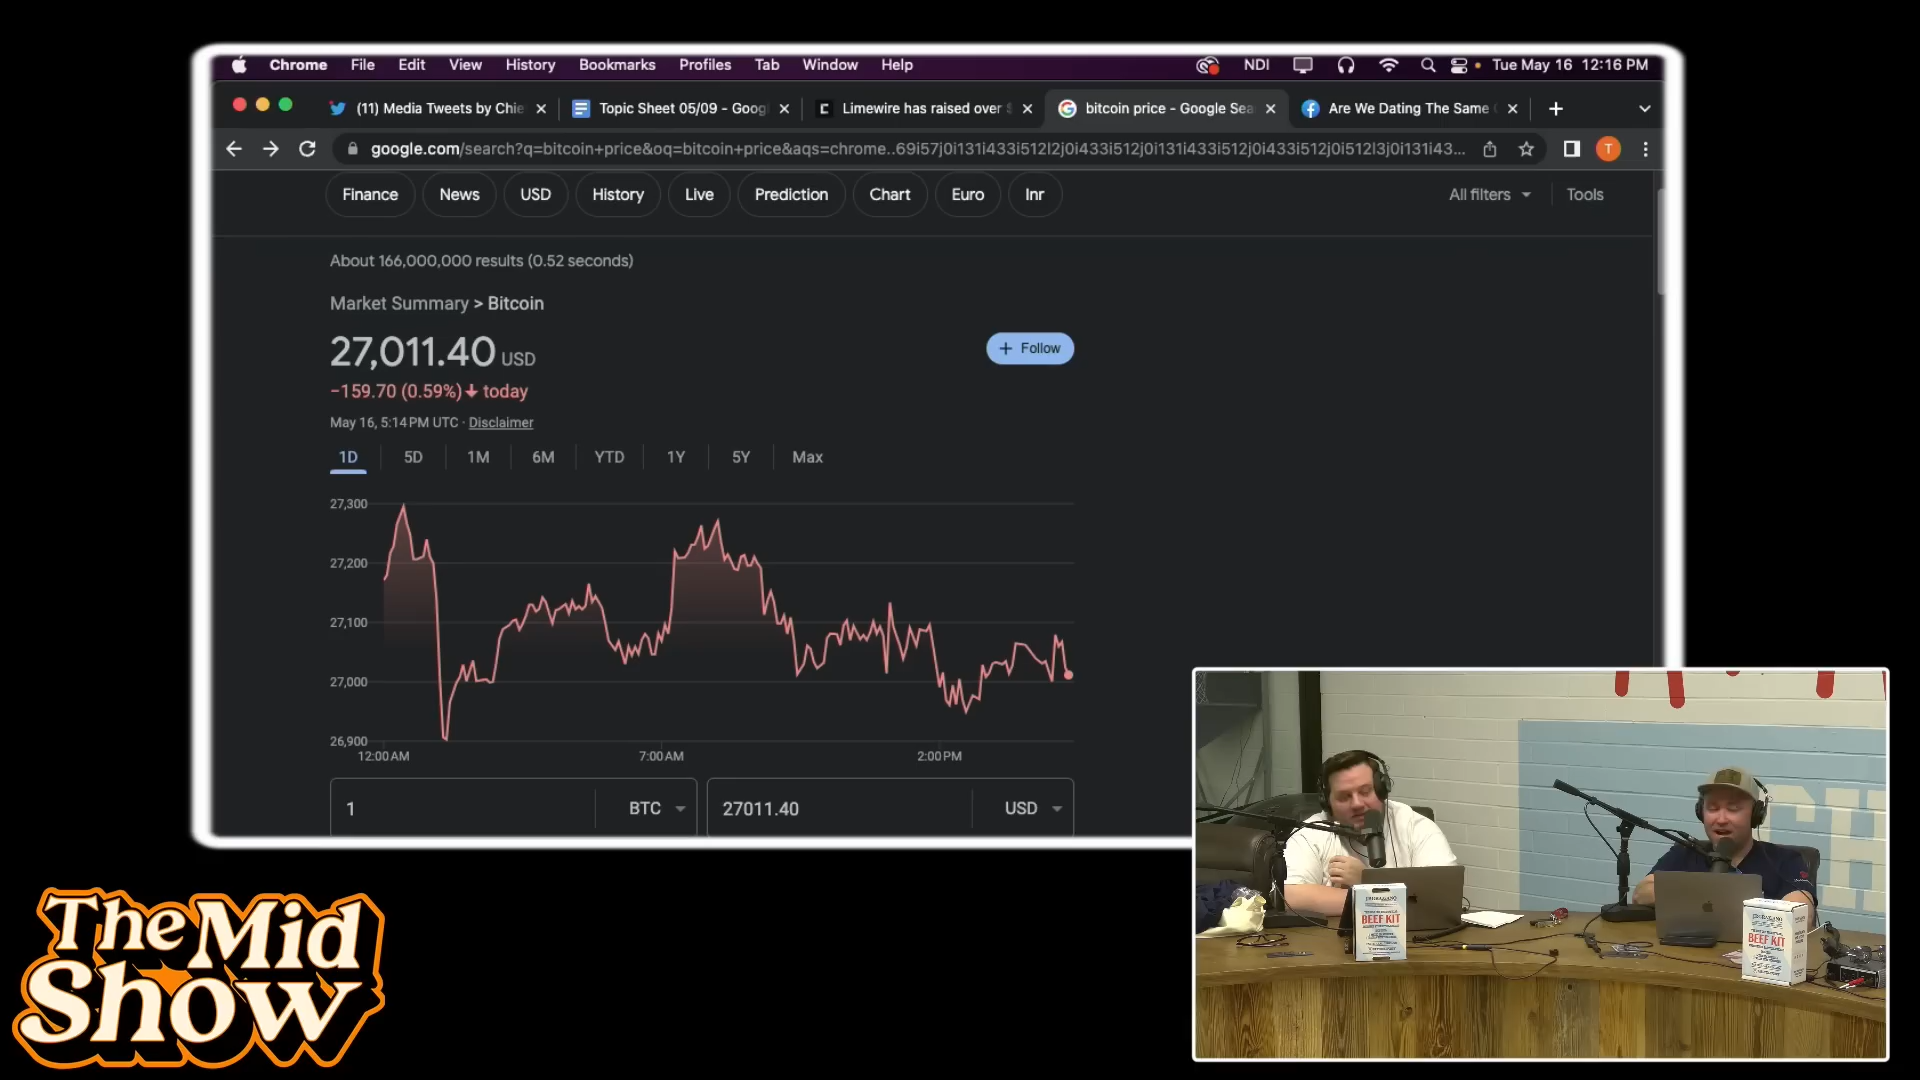 Chrome File Edit View History Bookmarks Profiles Tab Window Help NDI Tue May 16 12:16 PM
(11) Media Tweets by Chie
Topic Sheet 05/09 - Goog
Limewire has raised over
bitcoin price - Google Sea
Are We Dating The Same
google.com/search?q=bitcoin+price&oq=bitcoin+price&aqs=chrome..69i57j0i131i433i512l2j0i433i512j0i131i433i512j0i433i512j0i512l3j0i131i43...
T
Finance News USD History Live Prediction Chart Euro Inr All filters Tools
About 166,000,000 results (0.52 seconds)
Market Summary > Bitcoin
27,011.40 USD
+ Follow
−159.70 (0.59%) today
May 16, 5:14 PM UTC · Disclaimer
1D 5D 1M 6M YTD 1Y 5Y Max
27,300
27,200
27,100
27,000
26,900
12:00 AM 7:00 AM 2:00 PM
1 BTC 27011.40 USD
BEEF KIT
BEEF KIT
The Mid
Show